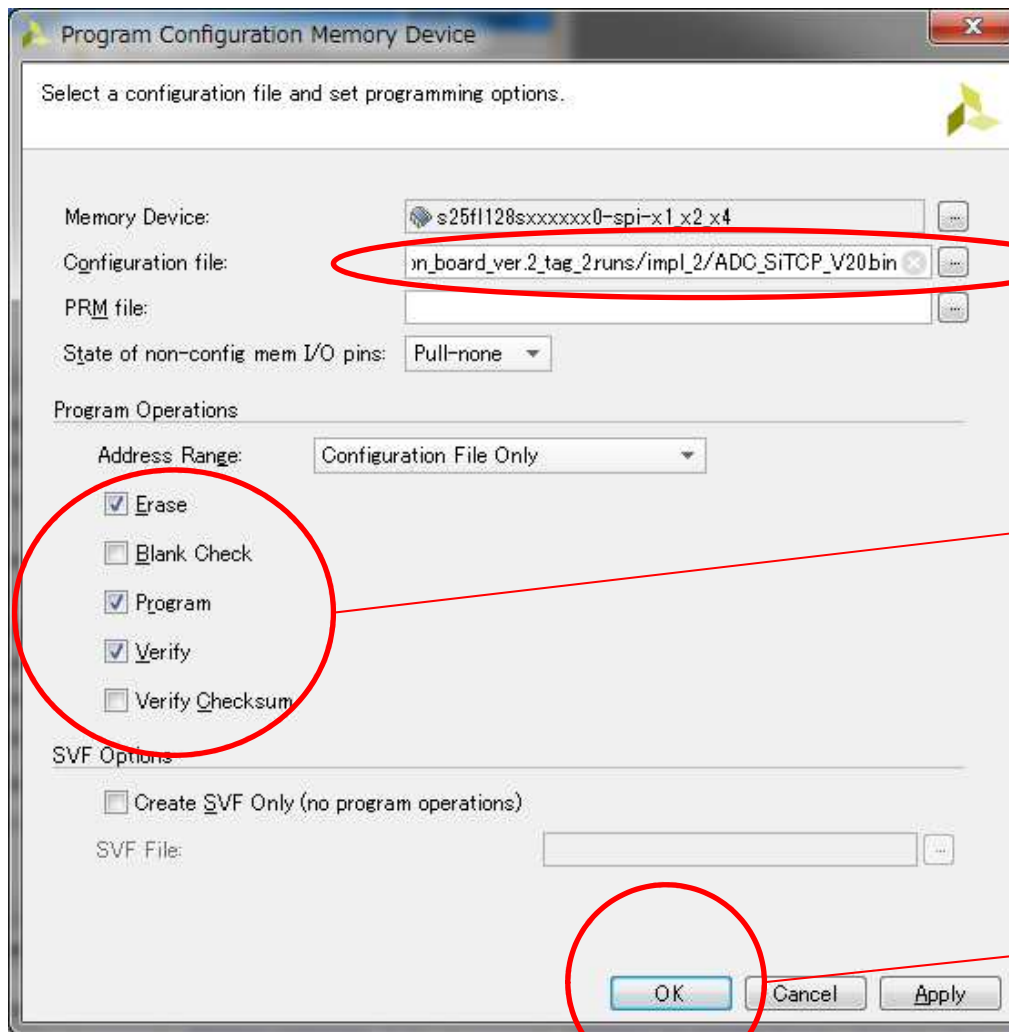 Program Configuration Memory Device
Select a configuration file and set programming options.
Memory Device: s25fl128sxxxxxx0-spi-x1_x2_x4 ...
Configuration file: on_board_ver.2_tag_2.runs/impl_2/ADC_SiTCP_V20.bin ...
PRM file: ...
State of non-config mem I/O pins: Pull-none
Program Operations
Address Range: Configuration File Only
Erase
Blank Check
Program
Verify
Verify Checksum
SVF Options
Create SVF Only (no program operations)
SVF File: ...
OK Cancel Apply